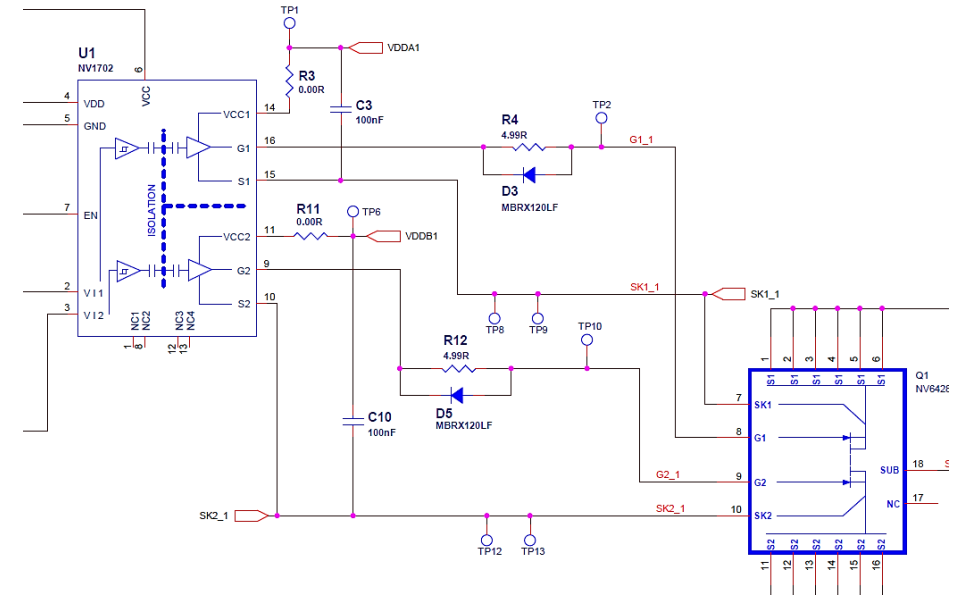 TP1
VDDA1
U1
NV1702
6
VCC
R3
0.00R
C3
100nF
4
VDD
5
GND
VCC1
14
G1
16
S1
15
R4
4.99R
TP2
G1_1
D3
MBRX120LF
ISOLATION
7
EN
R11
0.00R
TP6
VCC2
11
VDDB1
G2
9
S2
10
2
VI1
3
VI2
NC1
NC2
NC3
NC4
1
8
12
13
SK1_1
SK1_1
TP8
TP9
R12
4.99R
TP10
D5
MBRX120LF
C10
100nF
1
2
3
4
5
6
S1
S1
S1
S1
S1
S1
Q1
NV6428
7
SK1
8
G1
G2_1
9
G2
SUB
18
S
NC
17
SK2_1
SK2_1
10
SK2
TP12
TP13
S2
S2
S2
S2
S2
S2
11
12
13
14
15
16